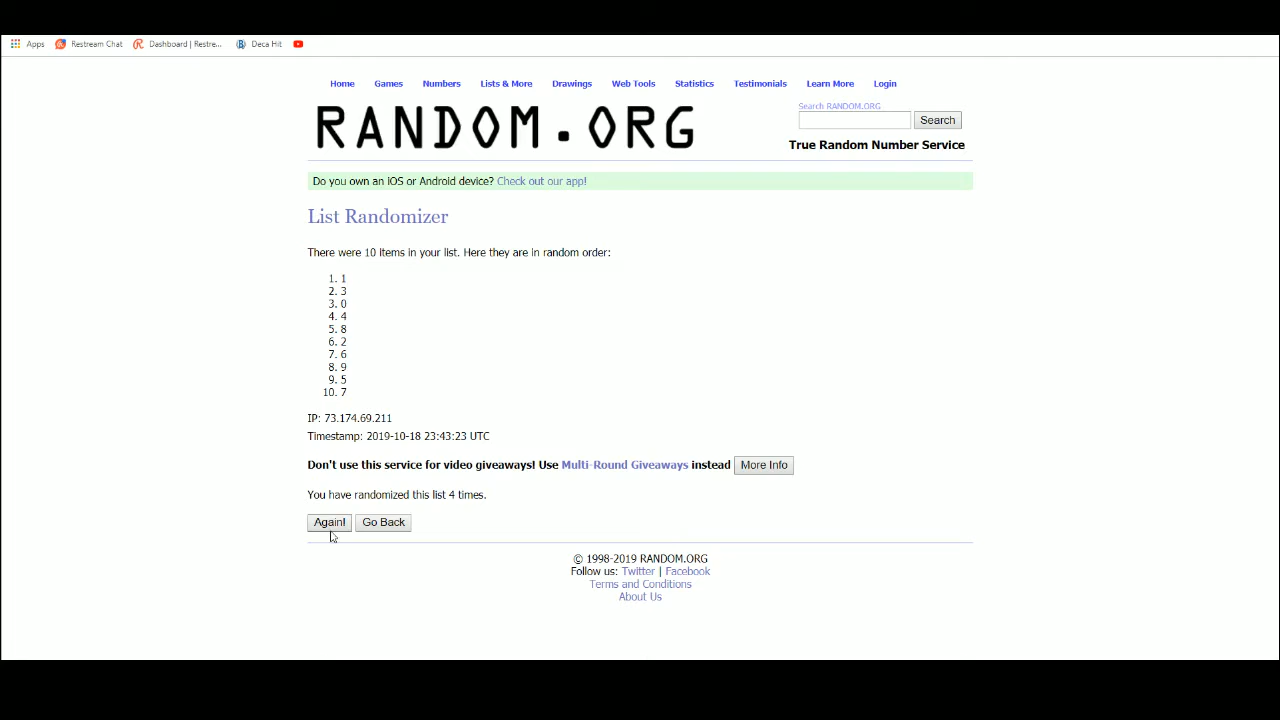 Apps Restream Chat Dashboard | Restre... Deca Hit
Home Games Numbers Lists & More Drawings Web Tools Statistics Testimonials Learn More Login
RANDOM.ORG
Search RANDOM.ORG
Search
True Random Number Service
Do you own an iOS or Android device? Check out our app!
List Randomizer
There were 10 items in your list. Here they are in random order:
1. 1
2. 3
3. 0
4. 4
5. 8
6. 2
7. 6
8. 9
9. 5
10. 7
IP: 73.174.69.211
Timestamp: 2019-10-18 23:43:23 UTC
Don't use this service for video giveaways! Use Multi-Round Giveaways instead More Info
You have randomized this list 4 times.
Again! Go Back
© 1998-2019 RANDOM.ORG
Follow us: Twitter | Facebook
Terms and Conditions
About Us